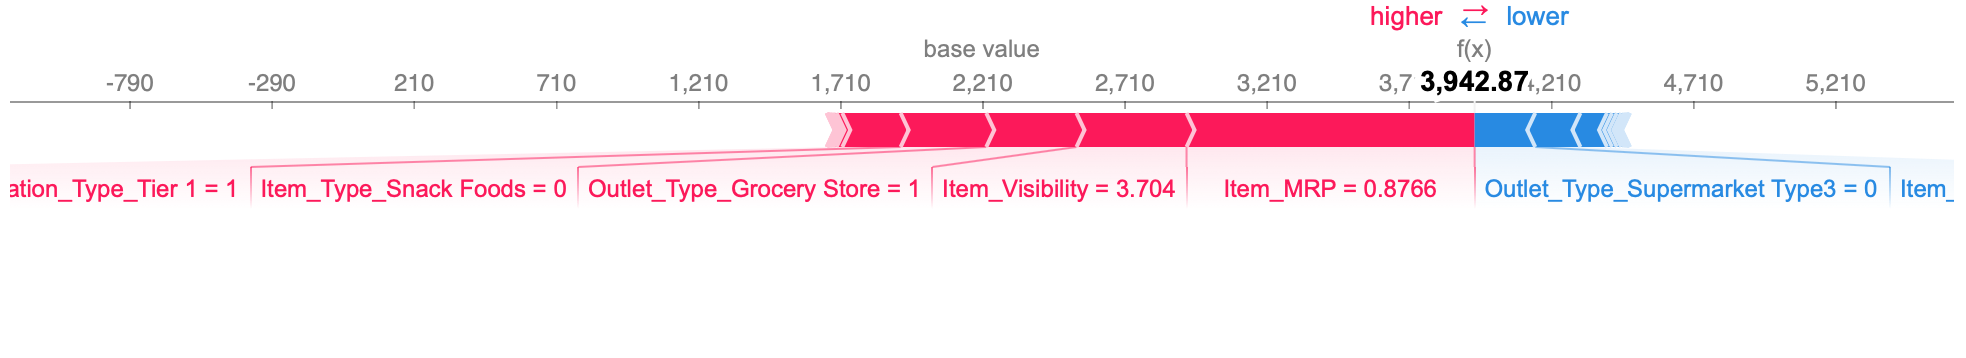 higher ⇄ lower
base value f(x)
-790 -290 210 710 1,210 1,710 2,210 2,710 3,210 3,7 3,942.87 4,210 4,710 5,210
ation_Type_Tier 1 = 1 Item_Type_Snack Foods = 0 Outlet_Type_Grocery Store = 1 Item_Visibility = 3.704 Item_MRP = 0.8766 Outlet_Type_Supermarket Type3 = 0 Item_